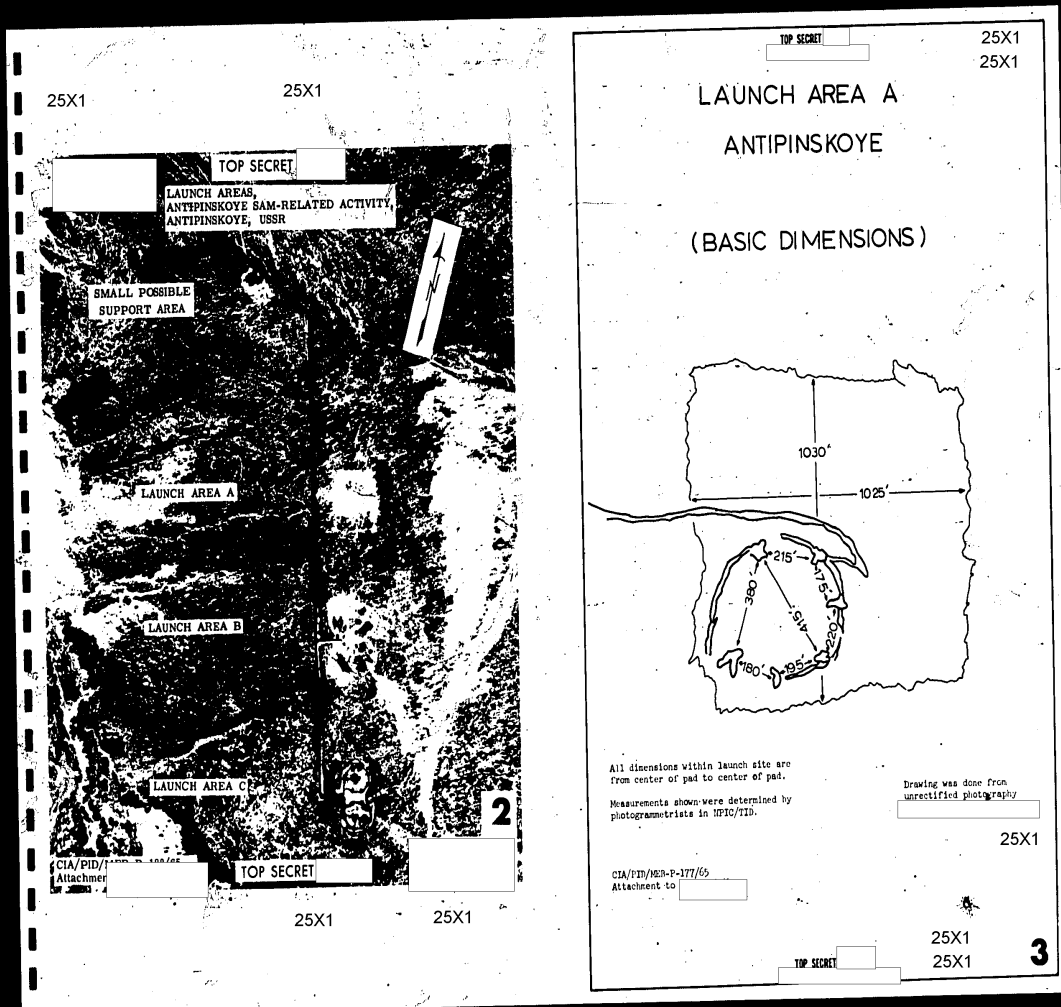 25X1
25X1
TOP SECRET
LAUNCH AREAS,
ANTIPINSKOYE SAM-RELATED ACTIVITY,
ANTIPINSKOYE, USSR
N
SMALL POSSIBLE
SUPPORT AREA
LAUNCH AREA A
LAUNCH AREA B
LAUNCH AREA C
2
CIA/PID/
Attachment
TOP SECRET
25X1
25X1
TOP SECRET
25X1
25X1
LAUNCH AREA A
ANTIPINSKOYE
(BASIC DIMENSIONS)
1030'
1025'
215'
175'
380'
415'
220'
195'
180'
All dimensions within launch site are
from center of pad to center of pad.
Measurements shown were determined by
photogrammetrists in NPIC/TID.
Drawing was done from
unrectified photography
25X1
CIA/PID/MER-P-177/65
Attachment to
25X1
25X1
TOP SECRET
3